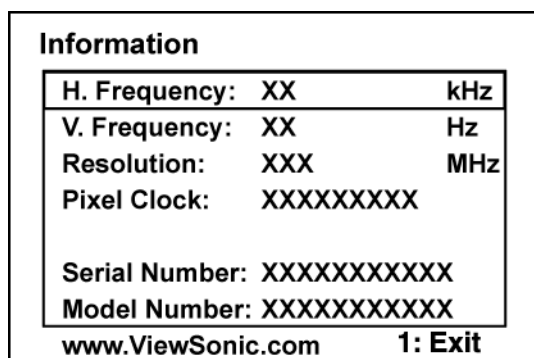 Information
H. Frequency: XX kHz
V. Frequency: XX Hz
Resolution: XXX MHz
Pixel Clock: XXXXXXXXX
Serial Number: XXXXXXXXXXX
Model Number: XXXXXXXXXXX
www.ViewSonic.com 1: Exit